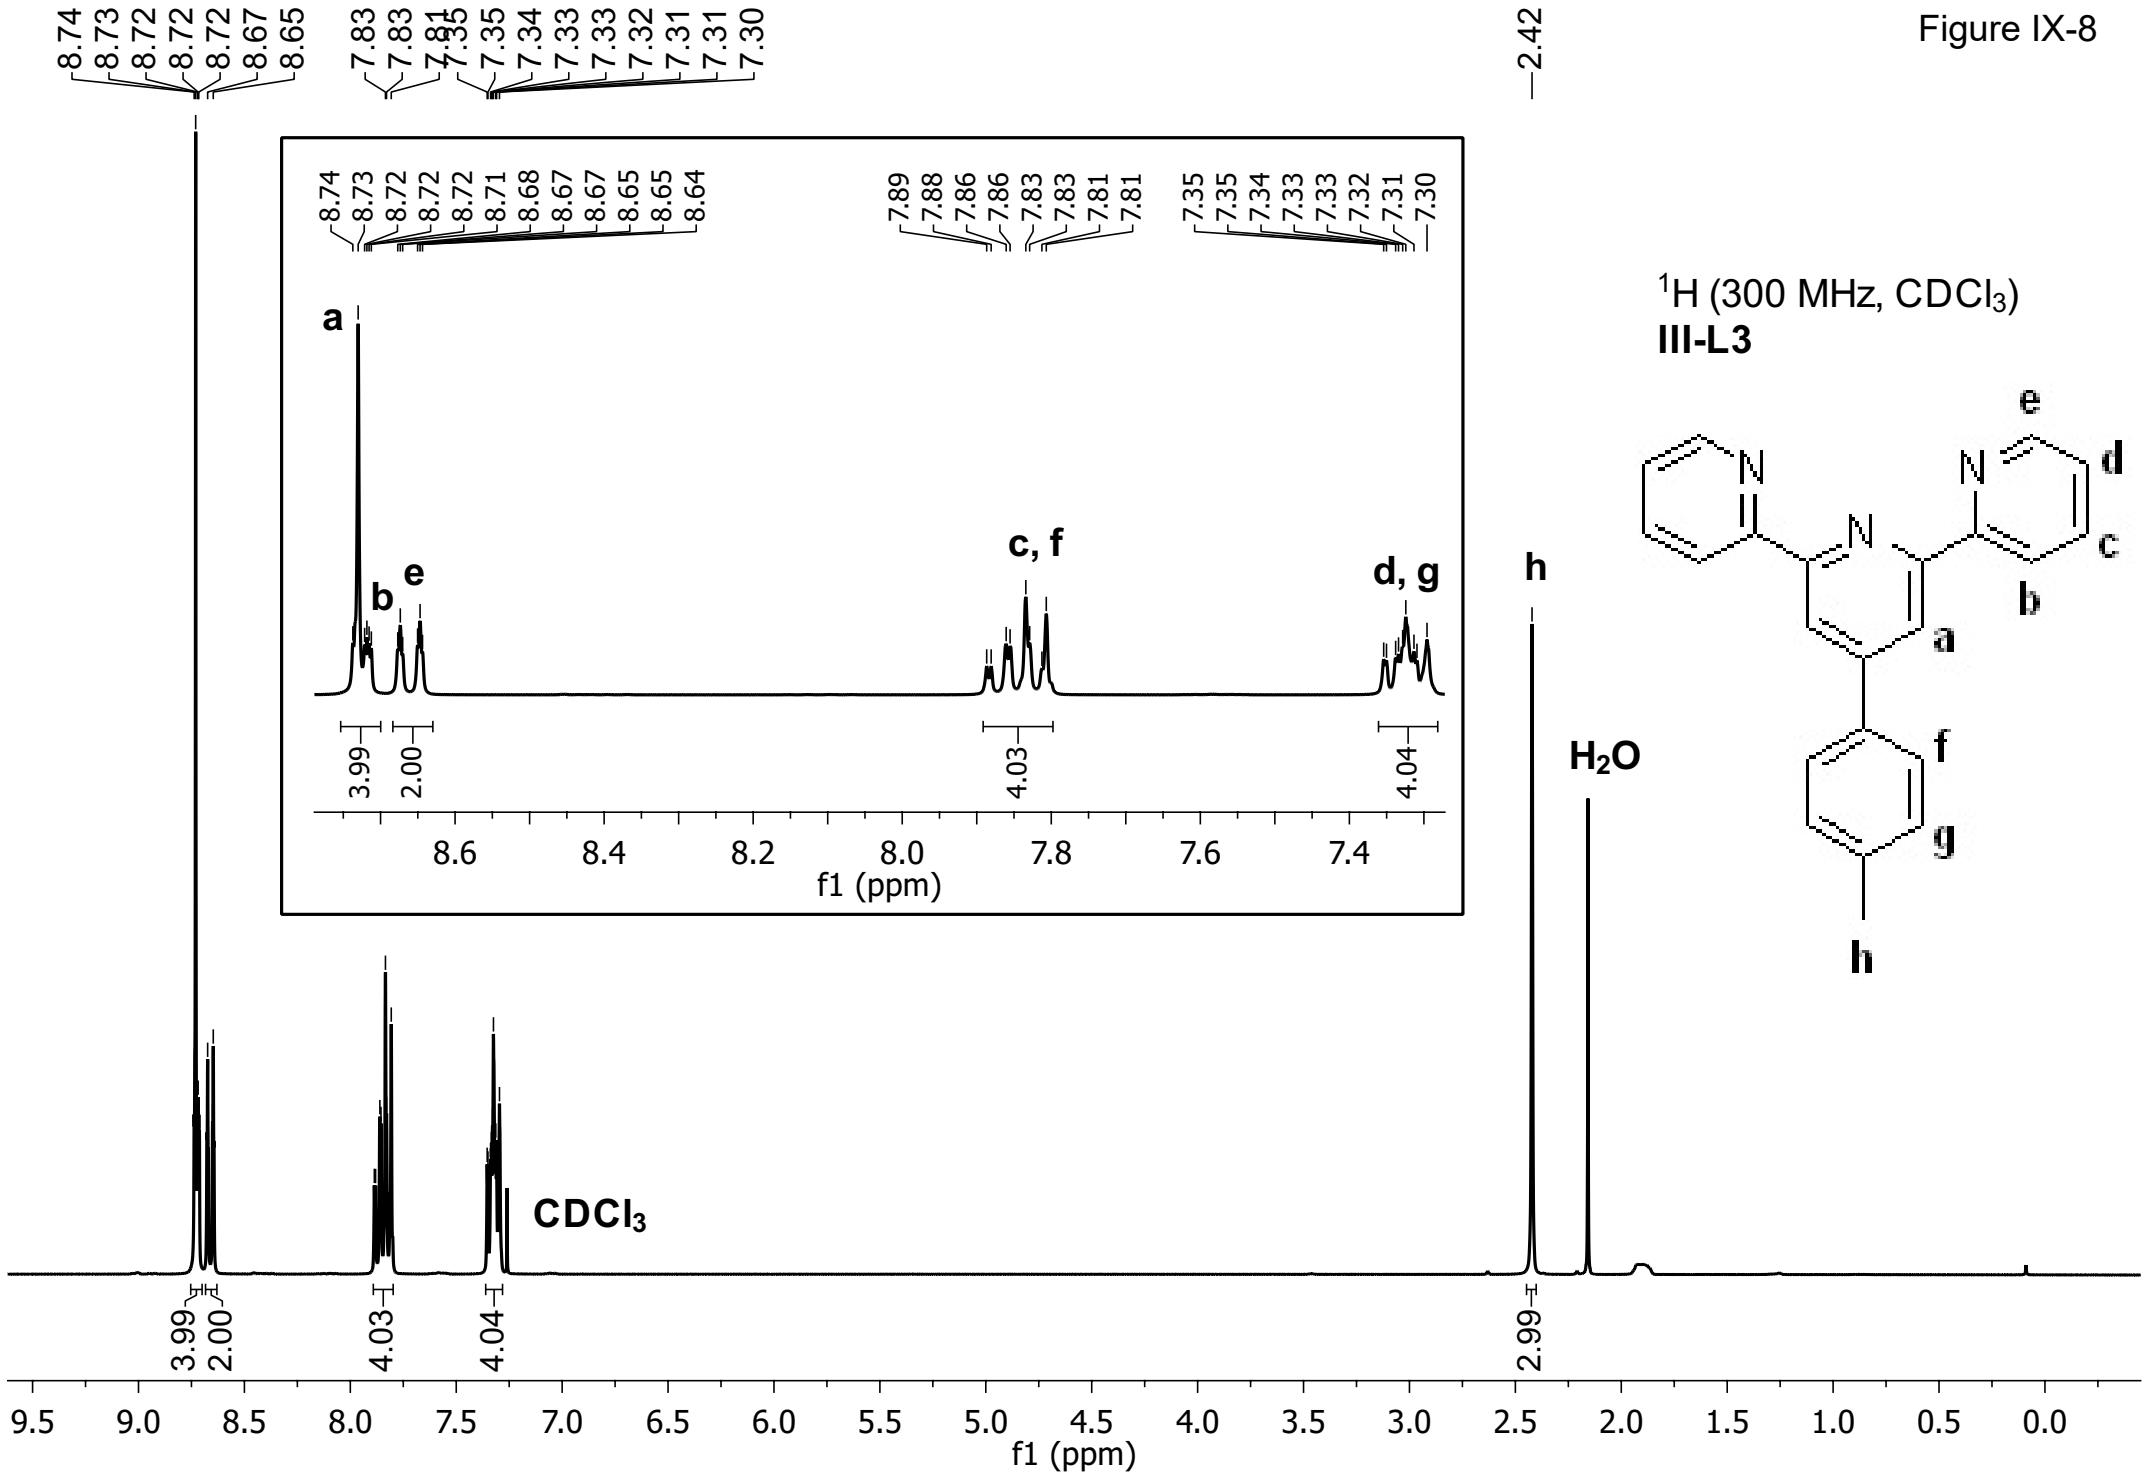 Figure IX-8
8.74 8.73 8.72 8.72 8.72 8.67 8.65 7.83 7.83 7.81 7.35 7.35 7.34 7.33 7.33 7.32 7.31 7.31 7.30 2.42
8.74 8.73 8.72 8.72 8.72 8.71 8.68 8.67 8.67 8.65 8.65 8.64 7.89 7.88 7.86 7.86 7.83 7.83 7.81 7.81 7.35 7.35 7.34 7.33 7.33 7.32 7.31 7.30
a
b
e
c, f
d, g
3.99 2.00 4.03 4.04
8.6 8.4 8.2 8.0 7.8 7.6 7.4
f1 (ppm)
¹H (300 MHz, CDCl₃)
III-L3
e
N N d
N c
b
a
f
g
h
h
H₂O
CDCl₃
3.99 2.00 4.03 4.04 2.99
9.5 9.0 8.5 8.0 7.5 7.0 6.5 6.0 5.5 5.0 4.5 4.0 3.5 3.0 2.5 2.0 1.5 1.0 0.5 0.0
f1 (ppm)